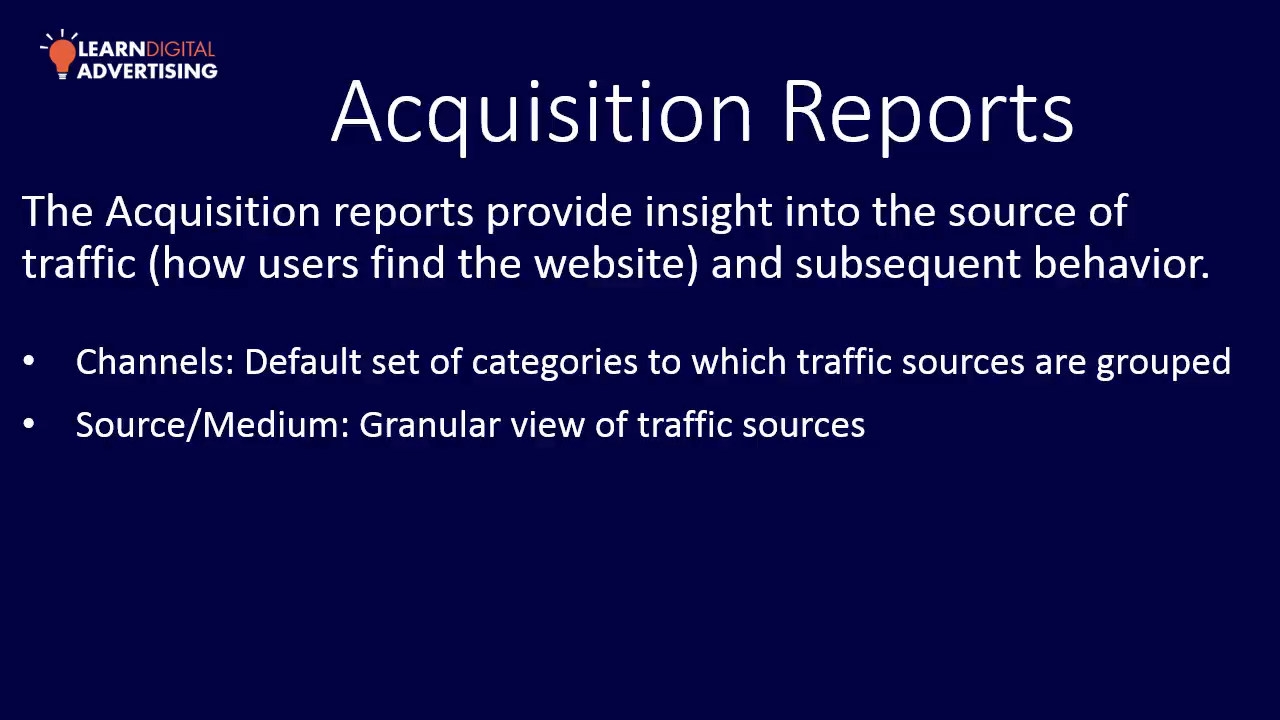 LEARNDIGITAL
ADVERTISING
Acquisition Reports
The Acquisition reports provide insight into the source of
traffic (how users find the website) and subsequent behavior.
• Channels: Default set of categories to which traffic sources are grouped
• Source/Medium: Granular view of traffic sources